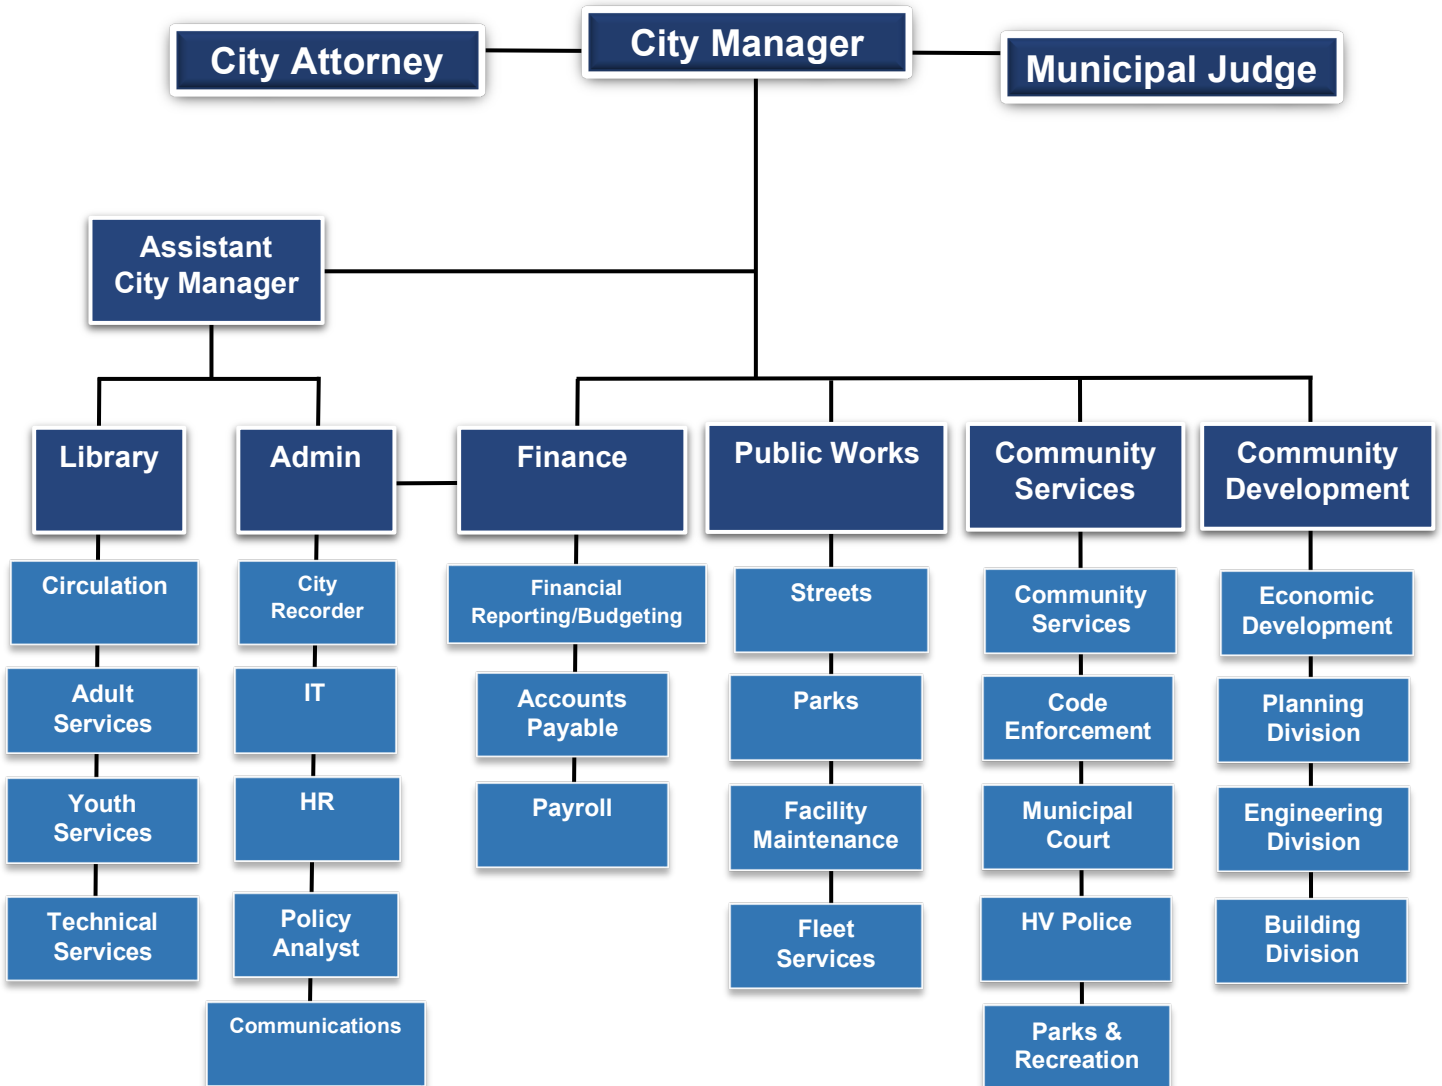 City Attorney
City Manager
Municipal Judge
Assistant
City Manager
Library
Admin
Finance
Public Works
Community
Services
Community
Development
Circulation
Adult
Services
Youth
Services
Technical
Services
City
Recorder
IT
HR
Policy
Analyst
Communications
Financial
Reporting/Budgeting
Accounts
Payable
Payroll
Streets
Parks
Facility
Maintenance
Fleet
Services
Community
Services
Code
Enforcement
Municipal
Court
HV Police
Parks &
Recreation
Economic
Development
Planning
Division
Engineering
Division
Building
Division